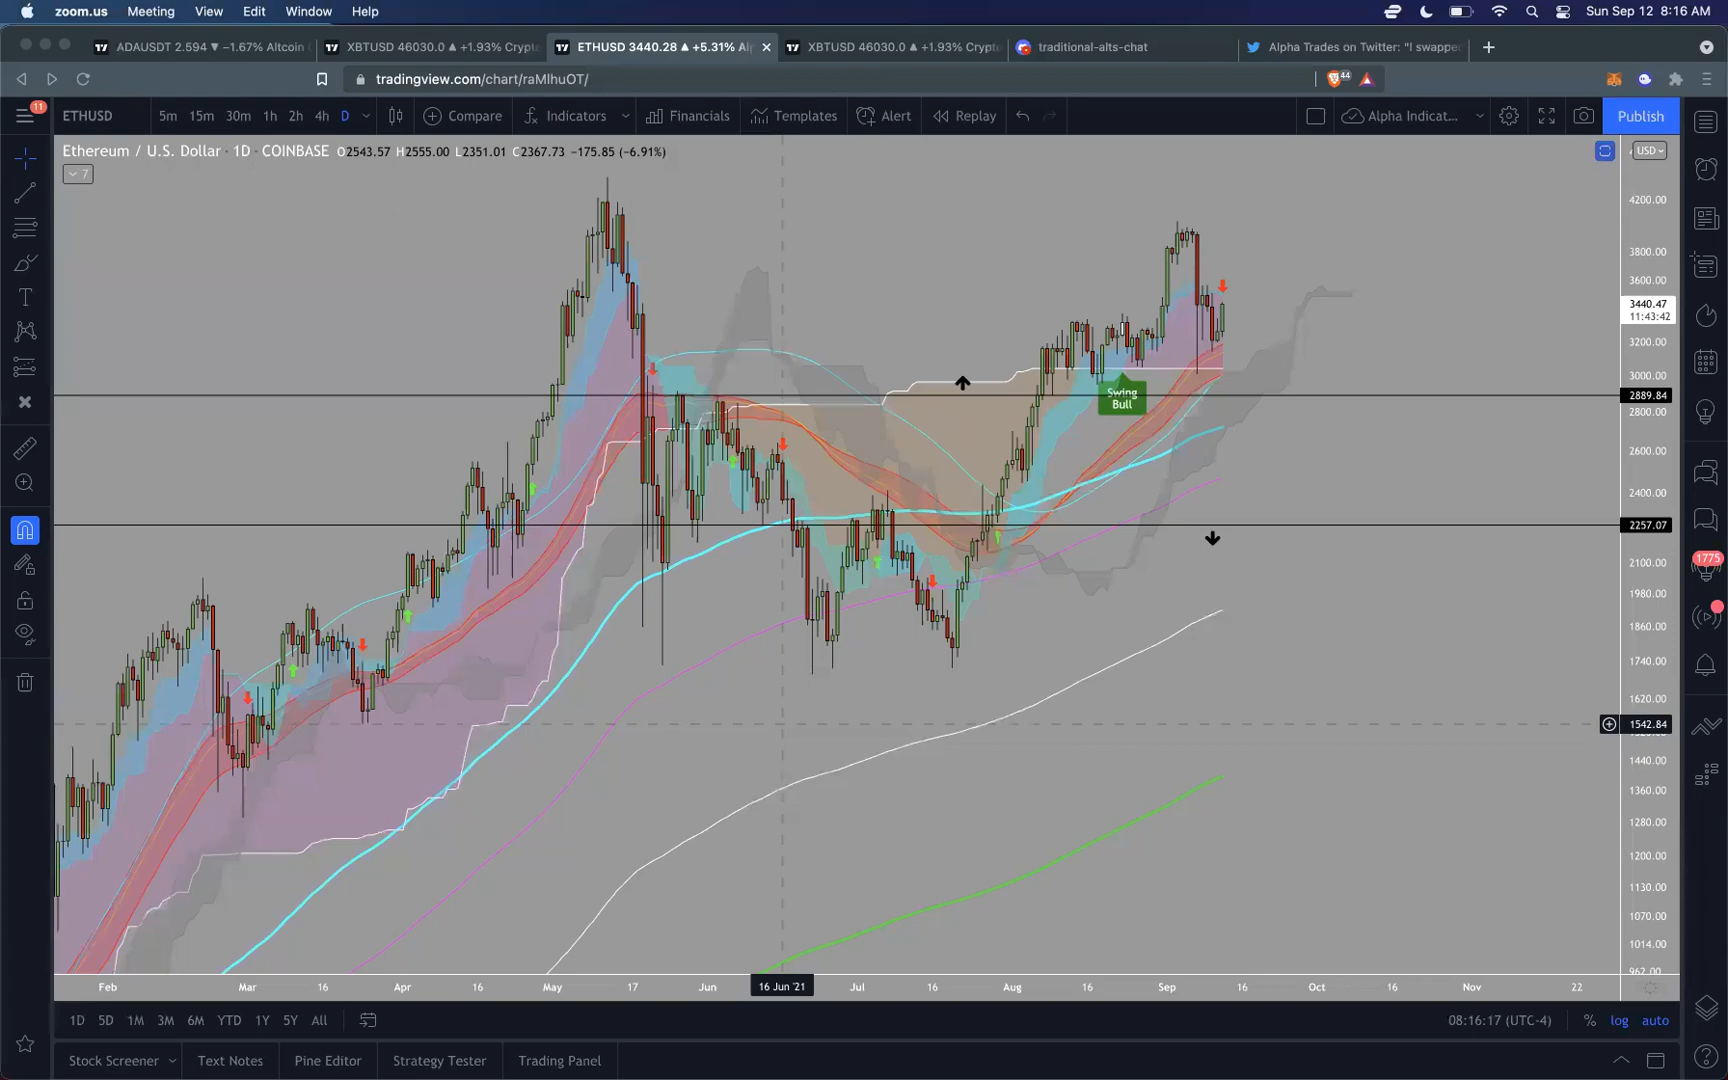 zoom.us Meeting View Edit Window Help Sun Sep 12 8:16 AM
ADAUSDT 2.594 ▼ −1.67% Altcoin XBTUSD 46030.0 ▲ +1.93% Crypto ETHUSD 3440.28 ▲ +5.31% Al XBTUSD 46030.0 ▲ +1.93% Crypto traditional-alts-chat Alpha Trades on Twitter: "I swapped
tradingview.com/chart/raMlhuOT/ 44
11 ETHUSD 5m 15m 30m 1h 2h 4h D Compare Indicators Financials Templates Alert Replay Alpha Indicat... Publish
Ethereum / U.S. Dollar · 1D · COINBASE O2543.57 H2555.00 L2351.01 C2367.73 −175.85 (−6.91%) USD
7
4200.00
3800.00
3600.00
3440.47
11:43:42
3200.00
3000.00
Swing
Bull
2889.84
2800.00
2600.00
2400.00
2257.07
2100.00
1775
1980.00
1860.00
1740.00
1620.00
1542.84
1440.00
1360.00
1280.00
1200.00
1130.00
1070.00
1014.00
962.00
Feb Mar 16 Apr 16 May 17 Jun 16 Jun '21 Jul 16 Aug 16 Sep 16 Oct 16 Nov 22
1D 5D 1M 3M 6M YTD 1Y 5Y All 08:16:17 (UTC-4) % log auto
Stock Screener Text Notes Pine Editor Strategy Tester Trading Panel